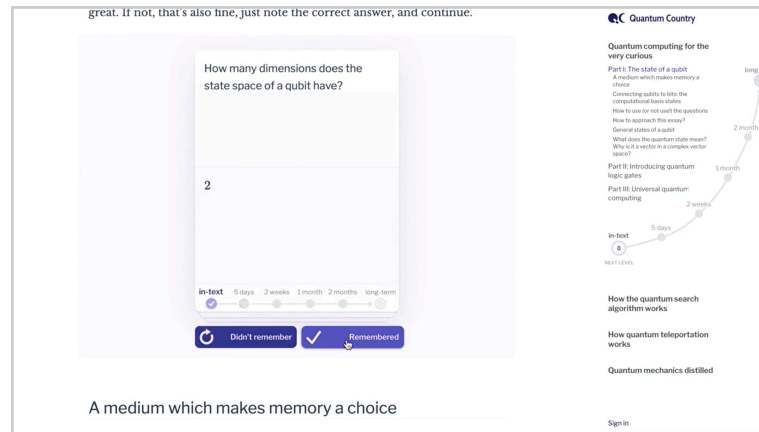 great. If not, that's also fine, just note the correct answer, and continue.
How many dimensions does the
state space of a qubit have?
2
in-text 5 days 2 weeks 1 month 2 months long-term
Didn't remember Remembered
A medium which makes memory a choice
Quantum Country
Quantum computing for the
very curious
Part I: The state of a qubit
A medium which makes memory a
choice
Connecting qubits to bits: the
computational basis states
How to use (or not use!) the questions
How to approach this essay?
General states of a qubit
What does the quantum state mean?
Why is it a vector in a complex vector
space?
Part II: Introducing quantum
logic gates
Part III: Universal quantum
computing
long
2 month
1 month
2 weeks
5 days
in-text
0
NEXT LEVEL
How the quantum search
algorithm works
How quantum teleportation
works
Quantum mechanics distilled
Sign in